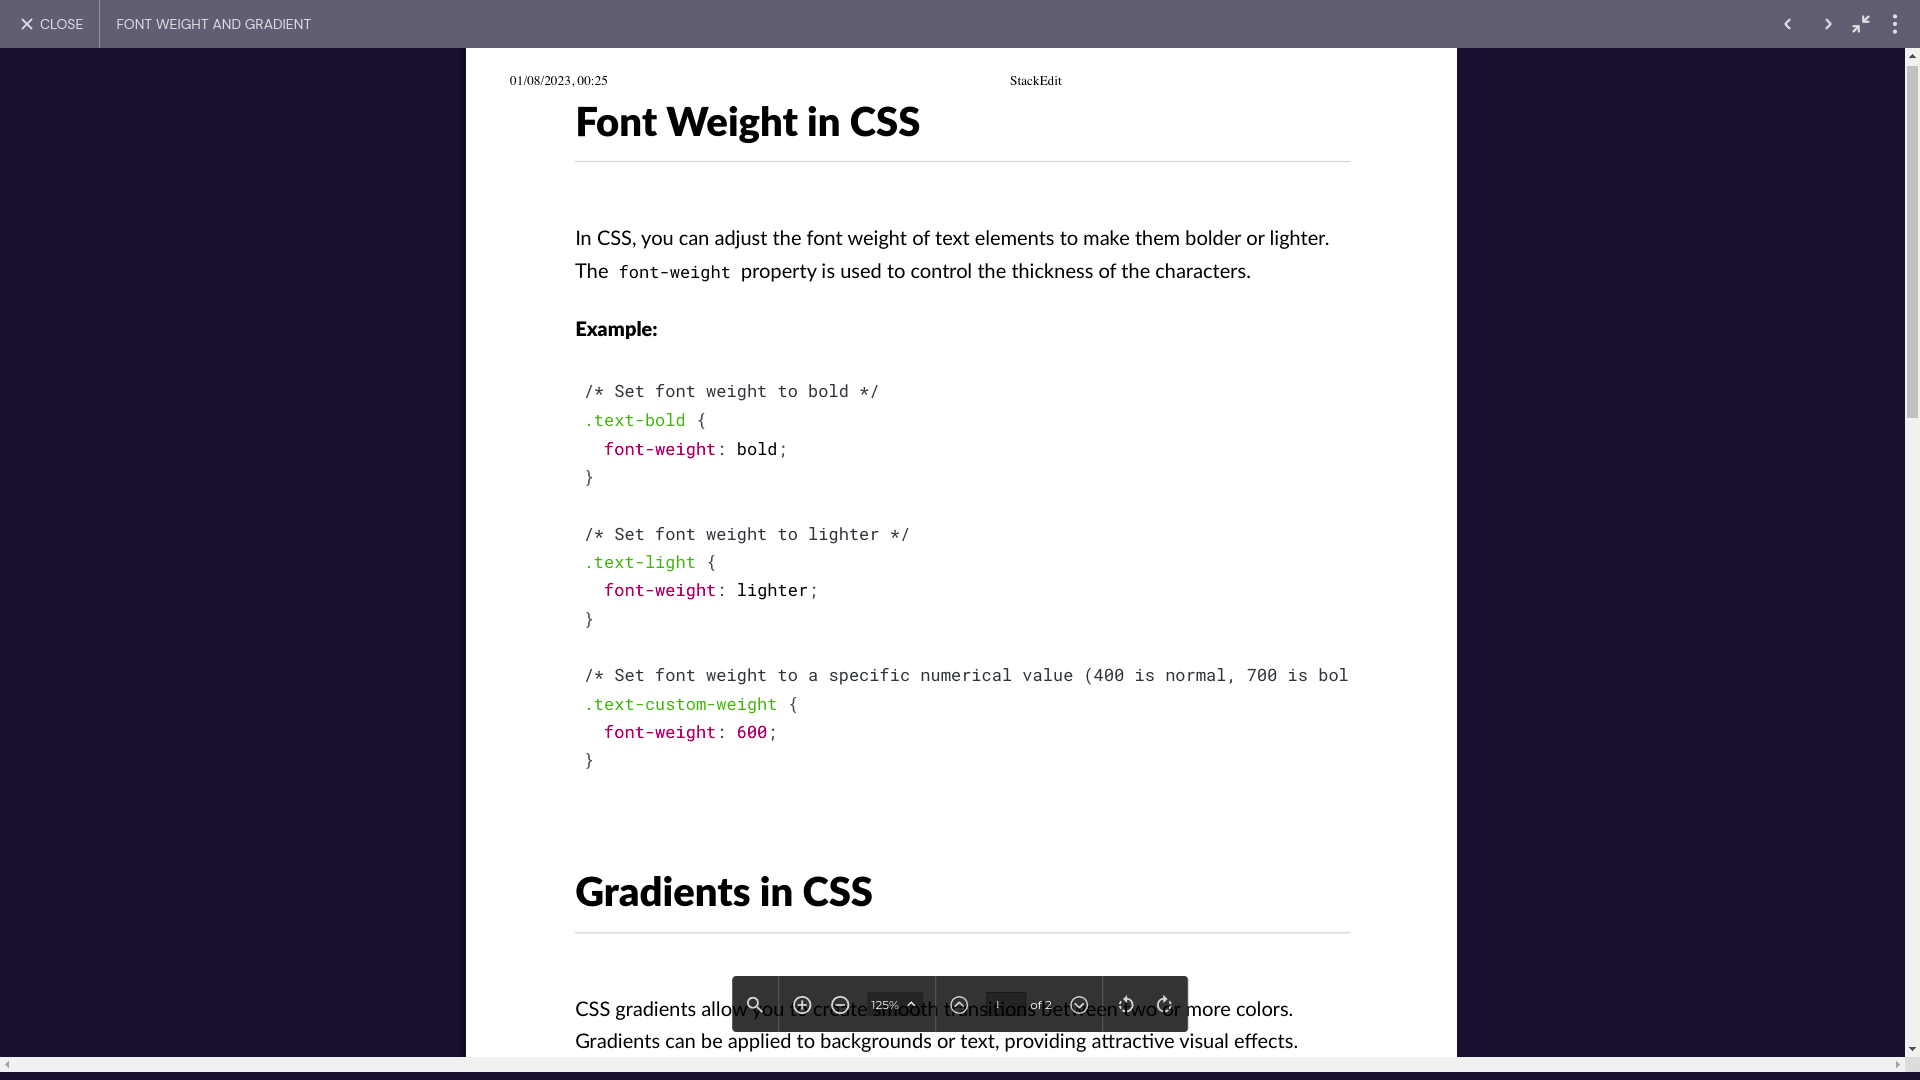 CLOSE
FONT WEIGHT AND GRADIENT
01/08/2023, 00:25
StackEdit
Font Weight in CSS
In CSS, you can adjust the font weight of text elements to make them bolder or lighter.
The font-weight property is used to control the thickness of the characters.
Example:
/* Set font weight to bold */
.text-bold {
  font-weight: bold;
}
/* Set font weight to lighter */
.text-light {
  font-weight: lighter;
}
/* Set font weight to a specific numerical value (400 is normal, 700 is bol
.text-custom-weight {
  font-weight: 600;
}
Gradients in CSS
CSS gradients allow you to create smooth transitions between two or more colors.
125%
1
of 2
Gradients can be applied to backgrounds or text, providing attractive visual effects.